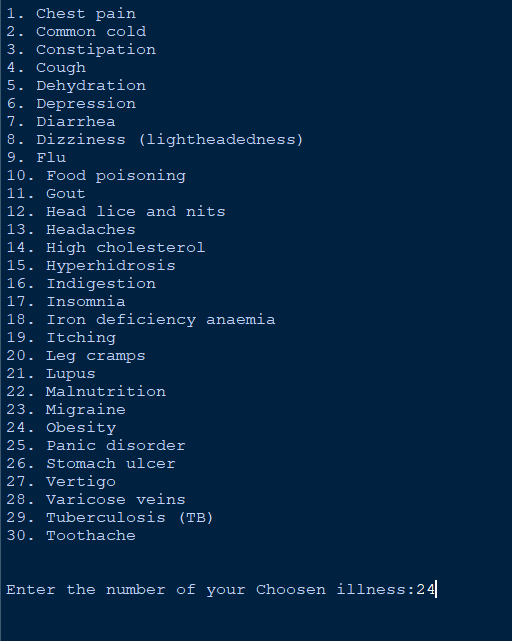 1. Chest pain
2. Common cold
3. Constipation
4. Cough
5. Dehydration
6. Depression
7. Diarrhea
8. Dizziness (lightheadedness)
9. Flu
10. Food poisoning
11. Gout
12. Head lice and nits
13. Headaches
14. High cholesterol
15. Hyperhidrosis
16. Indigestion
17. Insomnia
18. Iron deficiency anaemia
19. Itching
20. Leg cramps
21. Lupus
22. Malnutrition
23. Migraine
24. Obesity
25. Panic disorder
26. Stomach ulcer
27. Vertigo
28. Varicose veins
29. Tuberculosis (TB)
30. Toothache
Enter the number of your Choosen illness:24